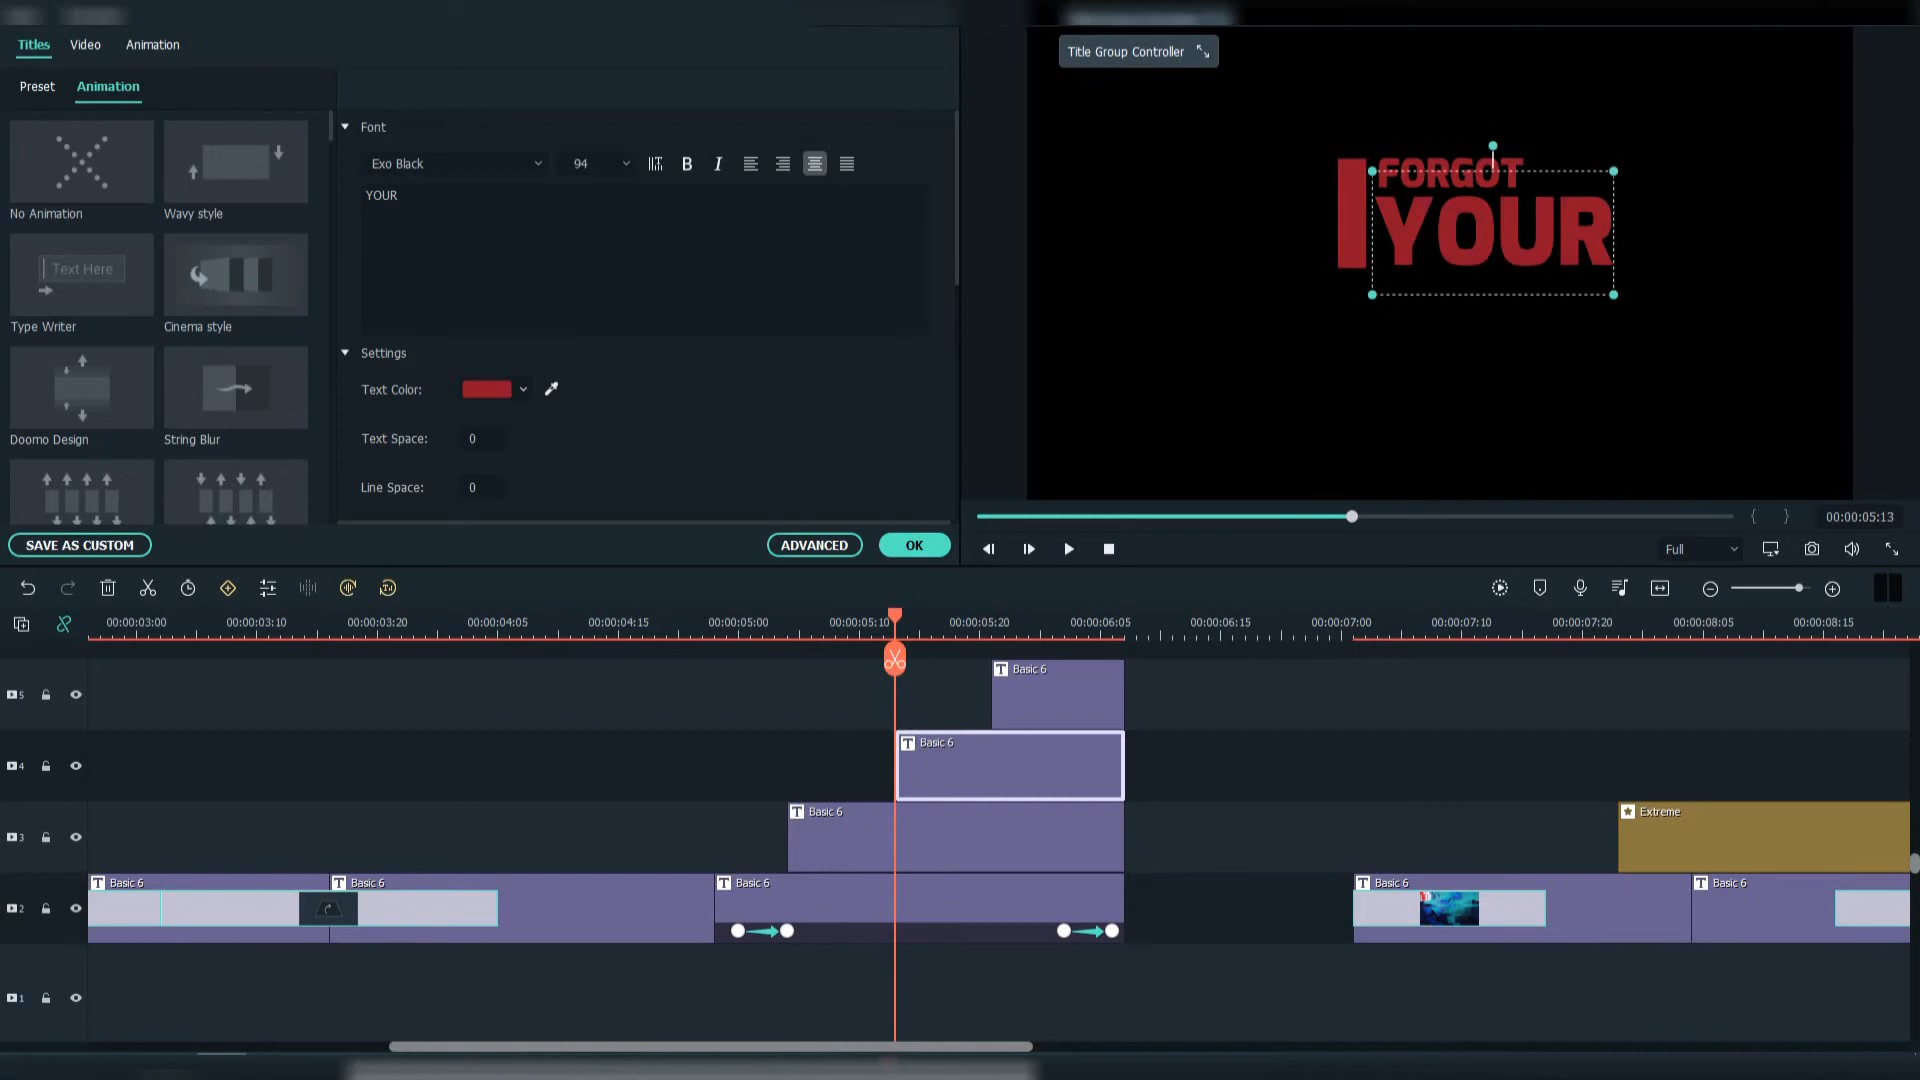 Titles Video Animation
Title Group Controller
Preset Animation
Font
Exo Black 94 B I
YOUR
No Animation Wavy style
Text Here
Type Writer Cinema style
Settings
Text Color:
Doomo Design String Blur
Text Space: 0
Line Space: 0
FORGOT
YOUR
SAVE AS CUSTOM ADVANCED OK
{ } 00:00:05:13
Full
00:00:03:00 00:00:03:10 00:00:03:20 00:00:04:05 00:00:04:15 00:00:05:00 00:00:05:10 00:00:05:20 00:00:06:05 00:00:06:15 00:00:07:00 00:00:07:10 00:00:07:20 00:00:08:05 00:00:08:15
T Basic 6
5
T Basic 6
4
T Basic 6 Extreme
3
T Basic 6 T Basic 6 T Basic 6 T Basic 6 T Basic 6
2
1